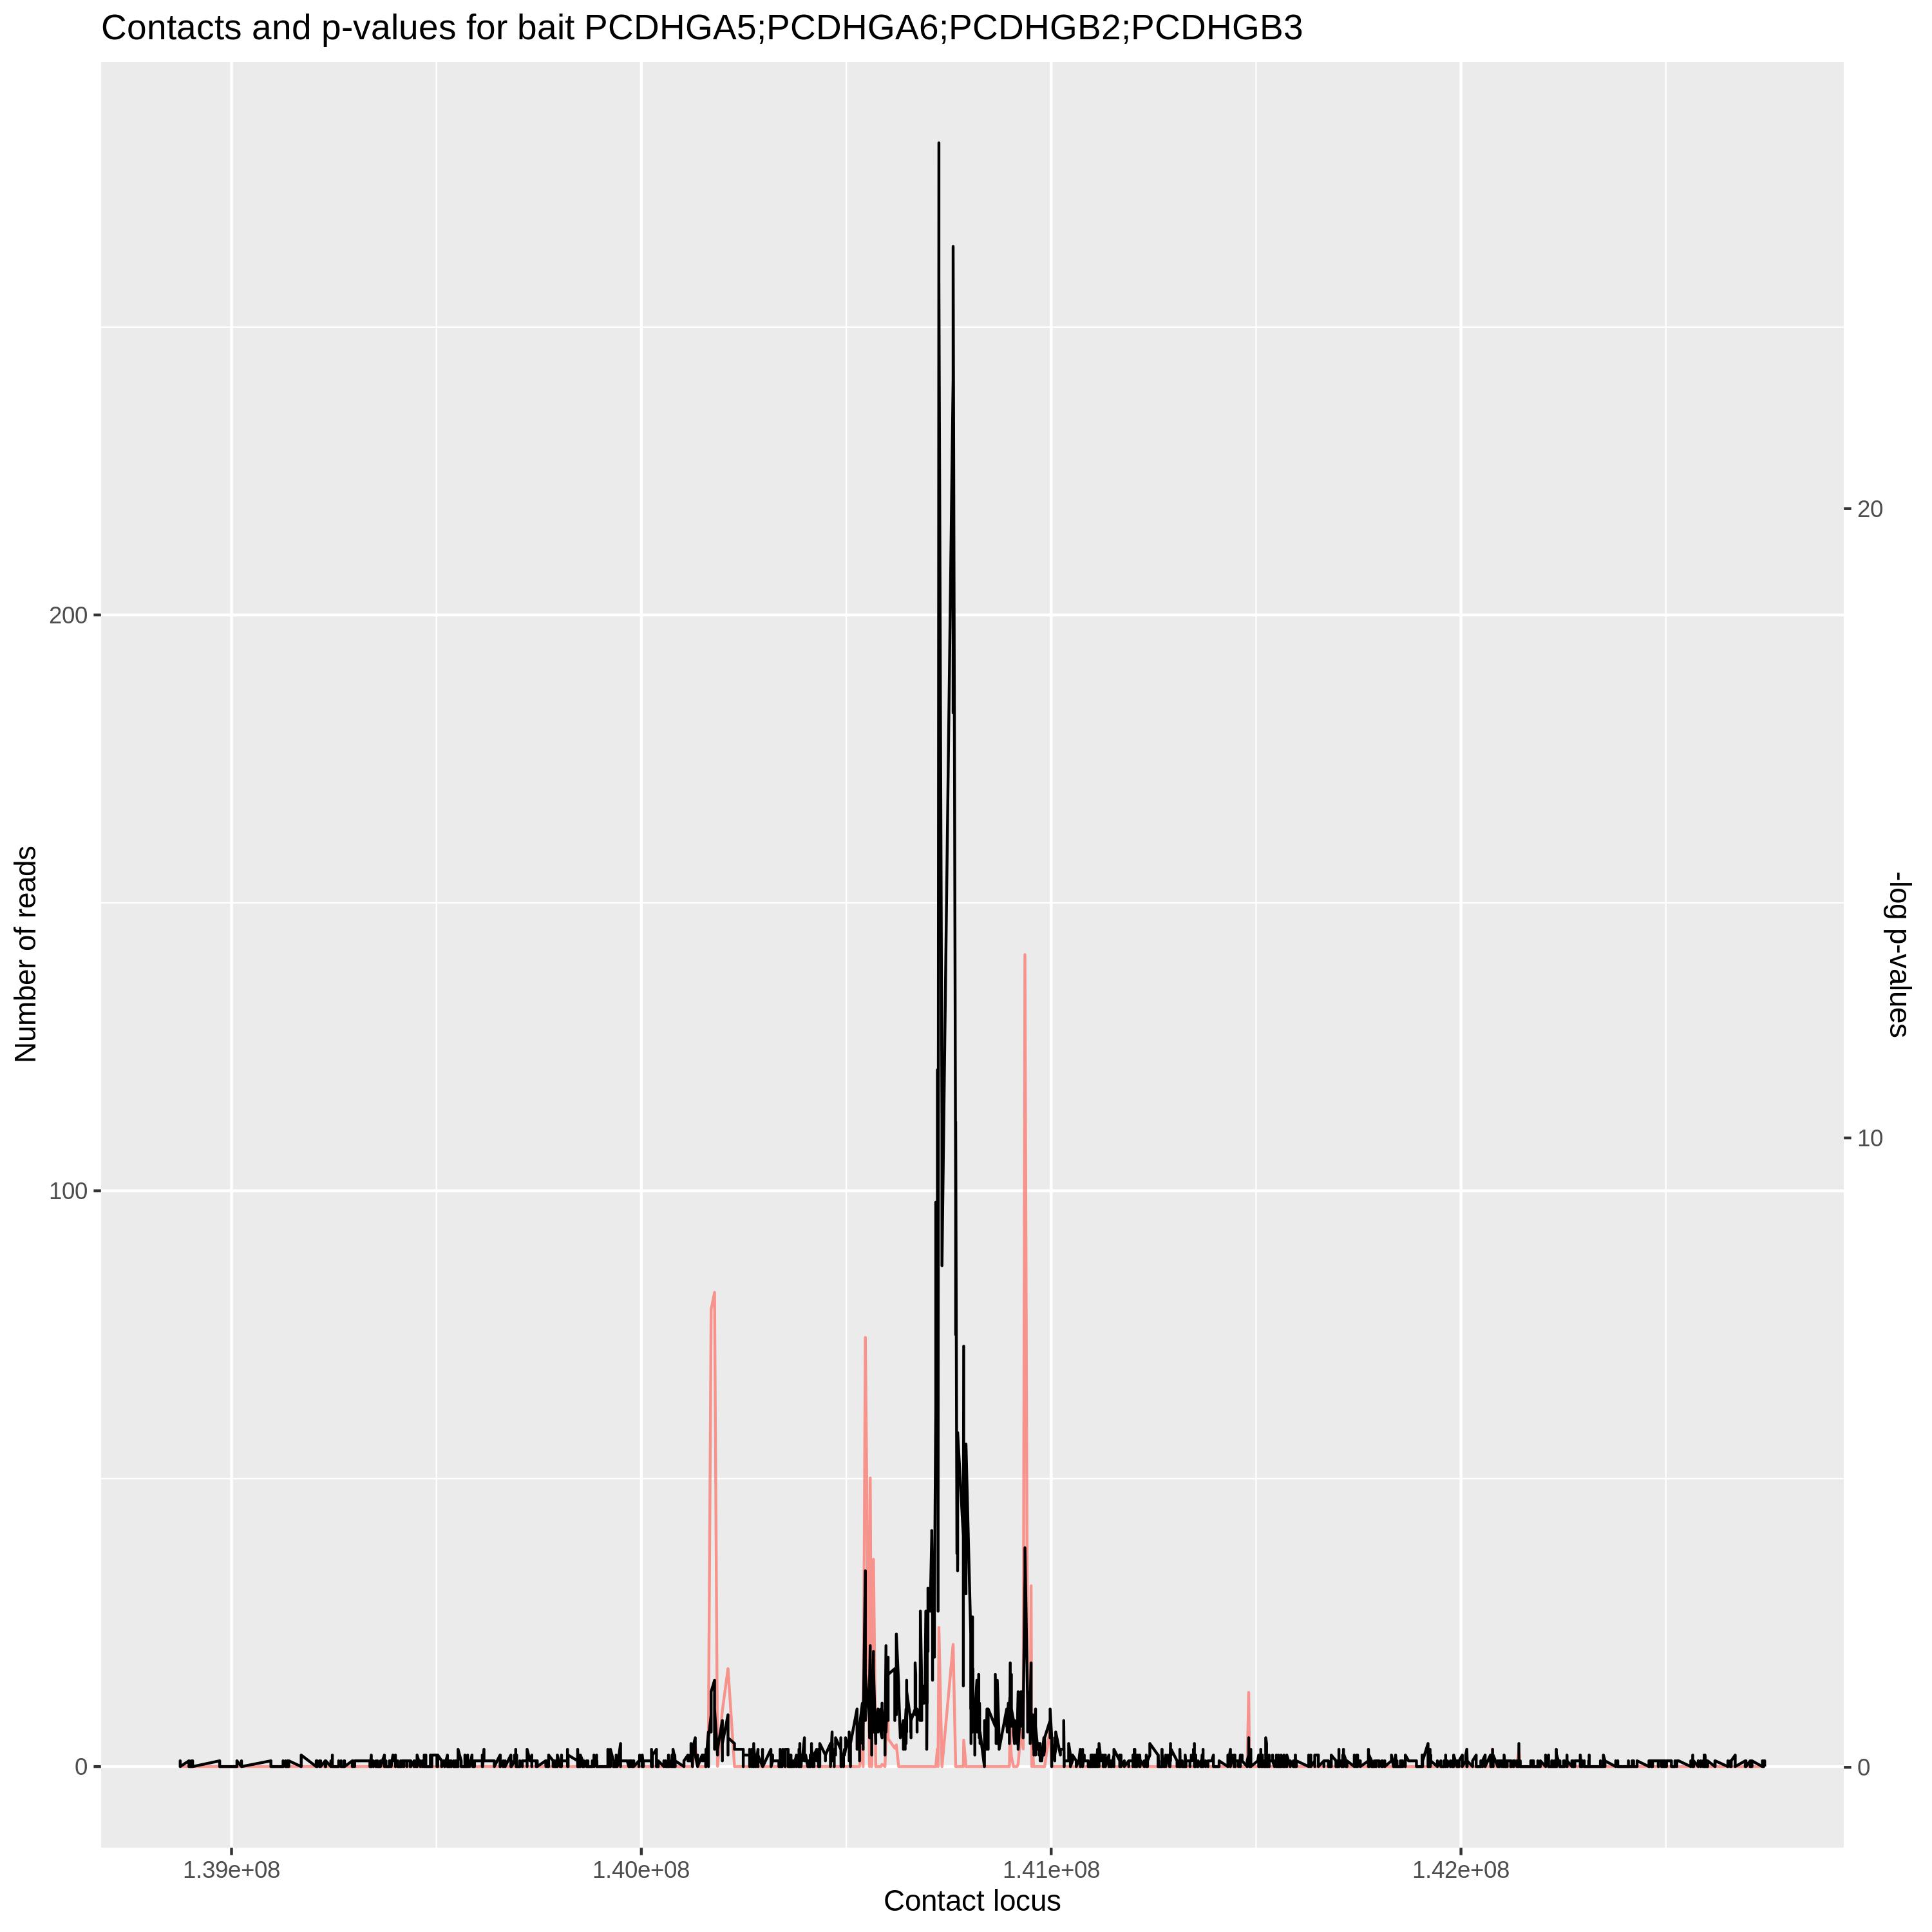 Contacts and p-values for bait PCDHGA5;PCDHGA6;PCDHGB2;PCDHGB3
Number of reads
200
100
0
20
10
0
-log p-values
1.39e+08 1.40e+08 1.41e+08 1.42e+08
Contact locus